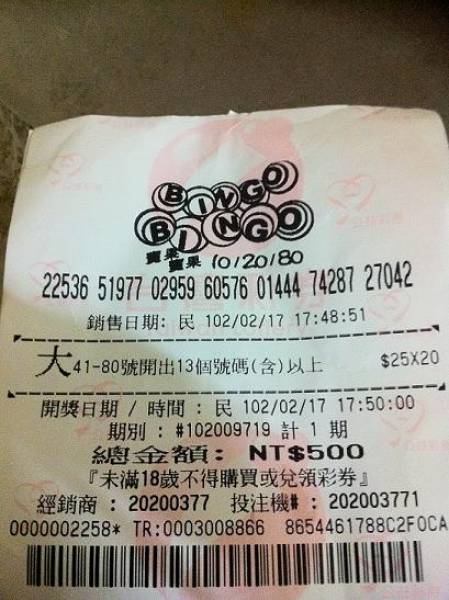 BINGO
BINGO
賓果
賓果 10/20/80
22536 51977 02959 60576 01444 74287 27042
銷售日期: 民 102/02/17 17:48:51
大 41-80號開出13個號碼(含)以上 $25X20
開獎日期 / 時間 : 民 102/02/17 17:50:00
期別 : #102009719 計 1 期
總金額: NT$500
『未滿18歲不得購買或兌領彩券』
經銷商 : 20200377 投注機# : 202003771
0000002258* TR:0003008866 8654461788C2F0CA